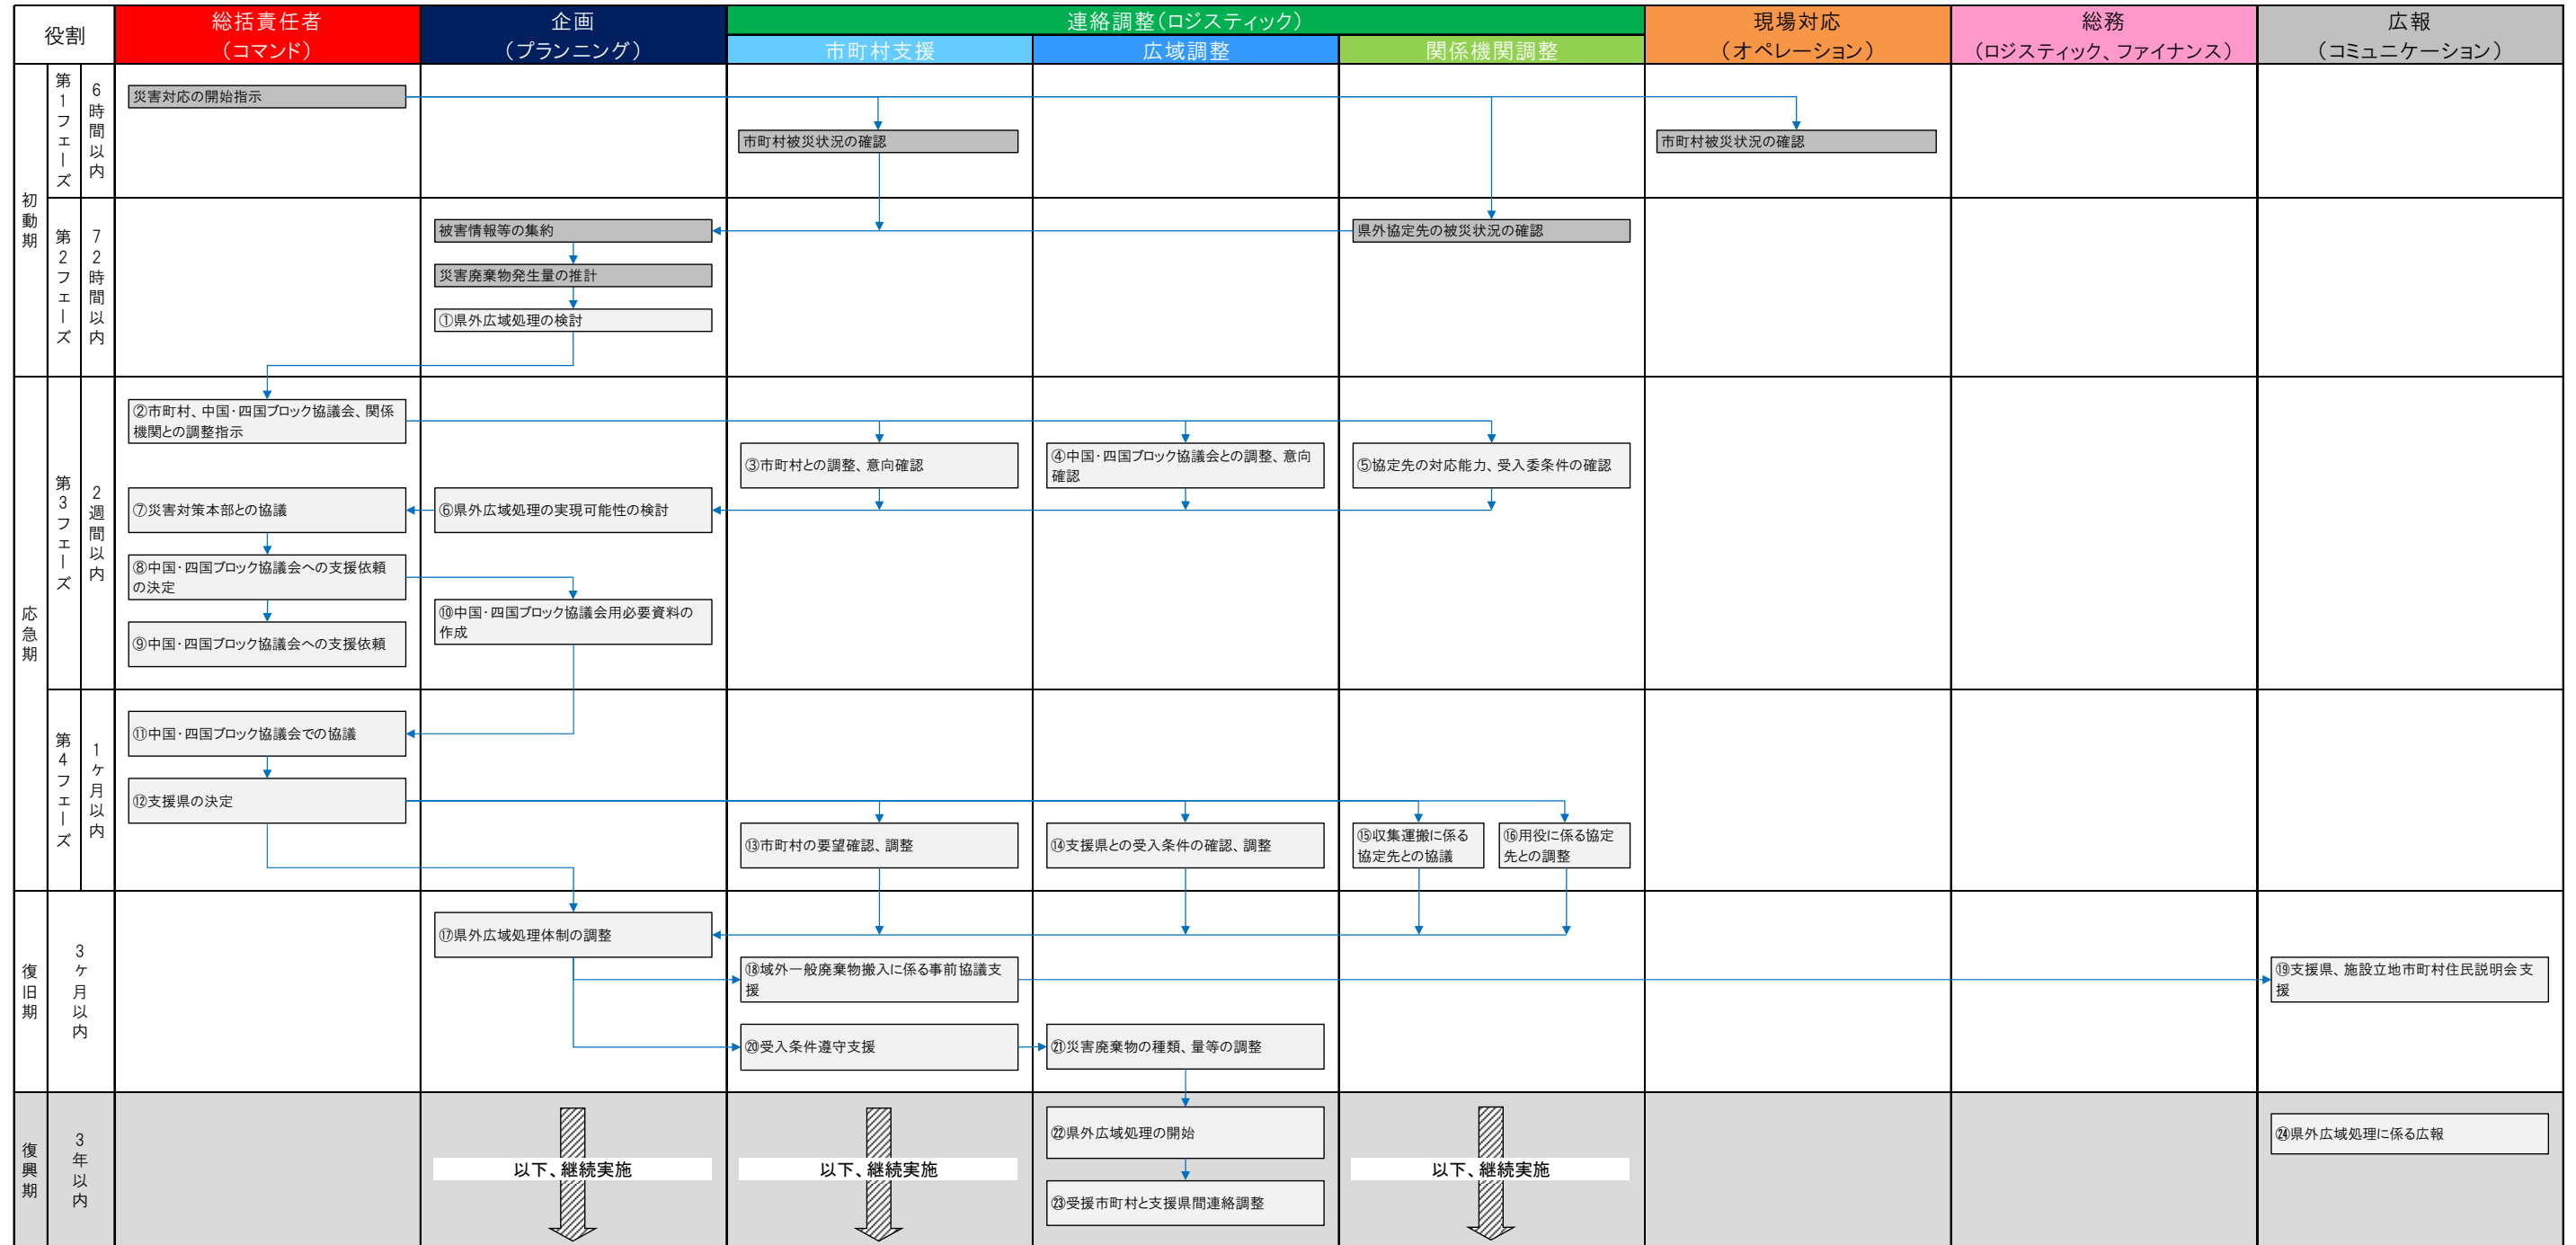 役割
総括責任者
（コマンド）
企画
（プランニング）
連絡調整（ロジスティック）
市町村支援
広域調整
関係機関調整
現場対応
（オペレーション）
総務
（ロジスティック、ファイナンス）
広報
（コミュニケーション）
初動期
第1フェーズ
6時間以内
災害対応の開始指示
市町村被災状況の確認
市町村被災状況の確認
第2フェーズ
72時間以内
被害情報等の集約
県外協定先の被災状況の確認
災害廃棄物発生量の推計
①県外広域処理の検討
応急期
第3フェーズ
2週間以内
②市町村、中国・四国ブロック協議会、関係
機関との調整指示
③市町村との調整、意向確認
④中国・四国ブロック協議会との調整、意向
確認
⑤協定先の対応能力、受入委条件の確認
⑦災害対策本部との協議
⑥県外広域処理の実現可能性の検討
⑧中国・四国ブロック協議会への支援依頼
の決定
⑩中国・四国ブロック協議会用必要資料の
作成
⑨中国・四国ブロック協議会への支援依頼
第4フェーズ
1ヶ月以内
⑪中国・四国ブロック協議会での協議
⑫支援県の決定
⑬市町村の要望確認、調整
⑭支援県との受入条件の確認、調整
⑮収集運搬に係る
協定先との協議
⑯用役に係る協定
先との調整
復旧期
3ヶ月以内
⑰県外広域処理体制の調整
⑱域外一般廃棄物搬入に係る事前協議支
援
⑲支援県、施設立地市町村住民説明会支
援
⑳受入条件遵守支援
㉑災害廃棄物の種類、量等の調整
復興期
3年以内
以下、継続実施
以下、継続実施
㉒県外広域処理の開始
㉓受援市町村と支援県間連絡調整
以下、継続実施
㉔県外広域処理に係る広報